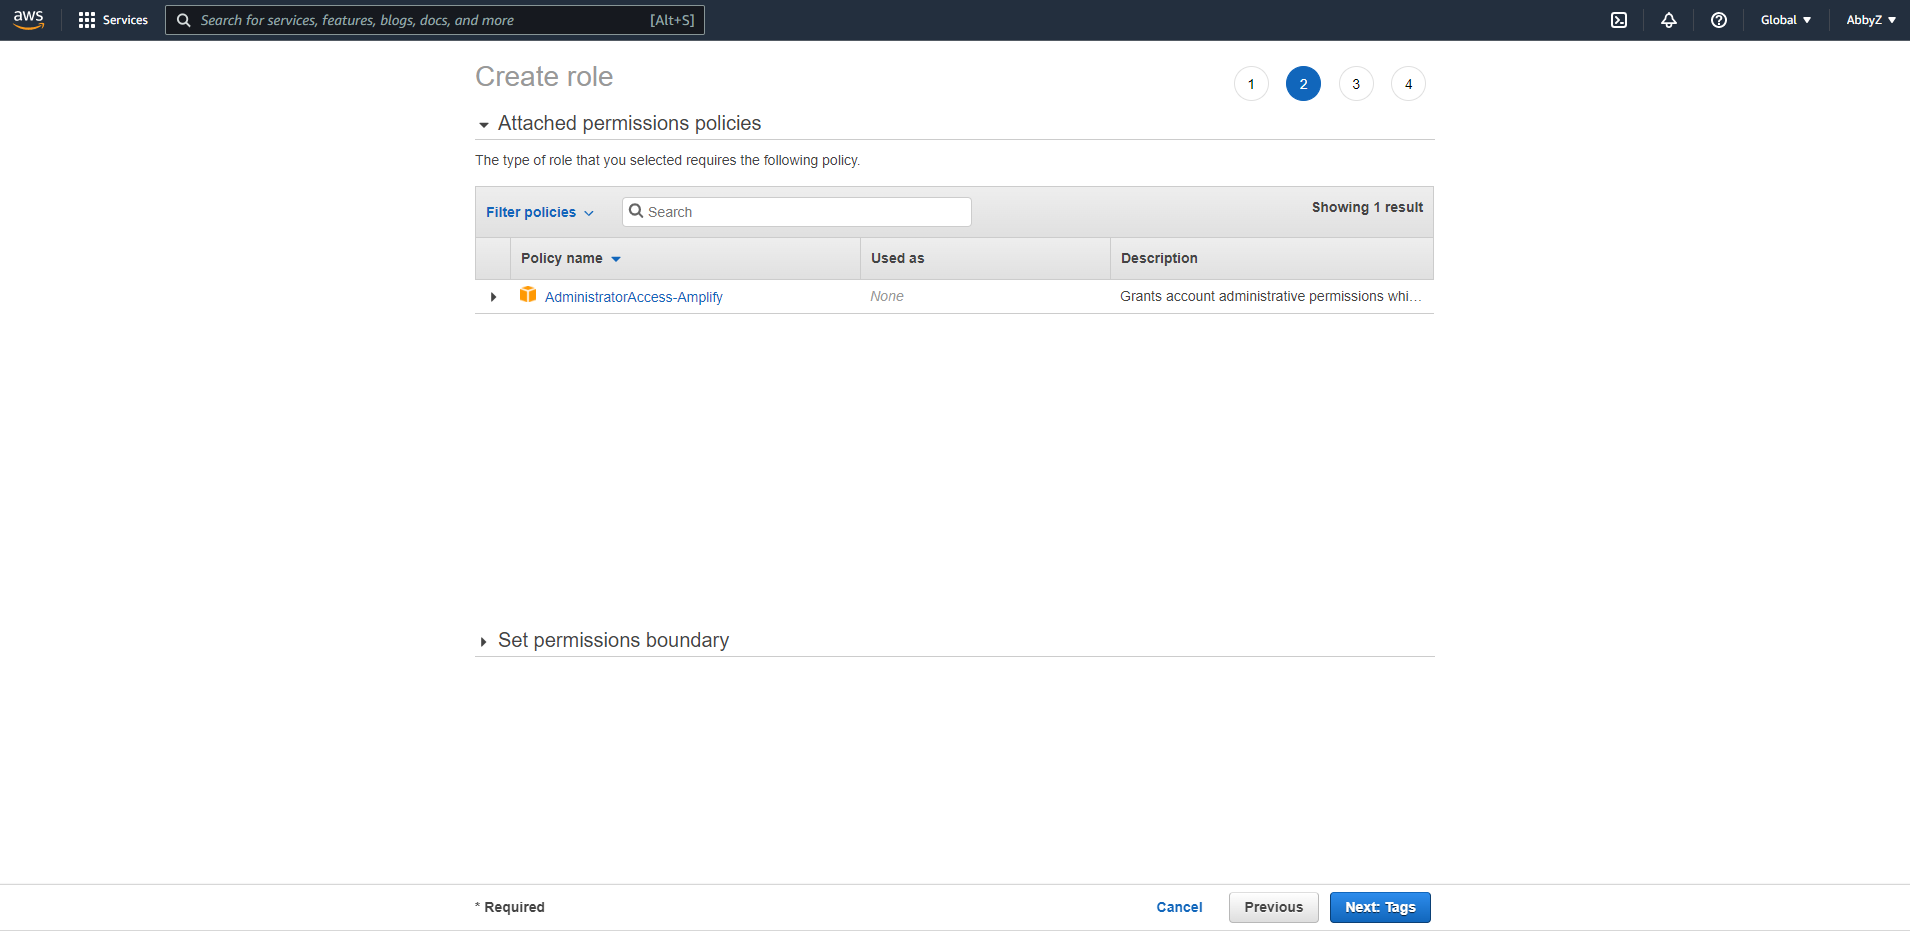 aws Services Search for services, features, blogs, docs, and more [Alt+S] Global AbbyZ
Create role 1 2 3 4
Attached permissions policies
The type of role that you selected requires the following policy.
Filter policies Search Showing 1 result
Policy name Used as Description
AdministratorAccess-Amplify None Grants account administrative permissions whi…
Set permissions boundary
* Required Cancel Previous Next: Tags